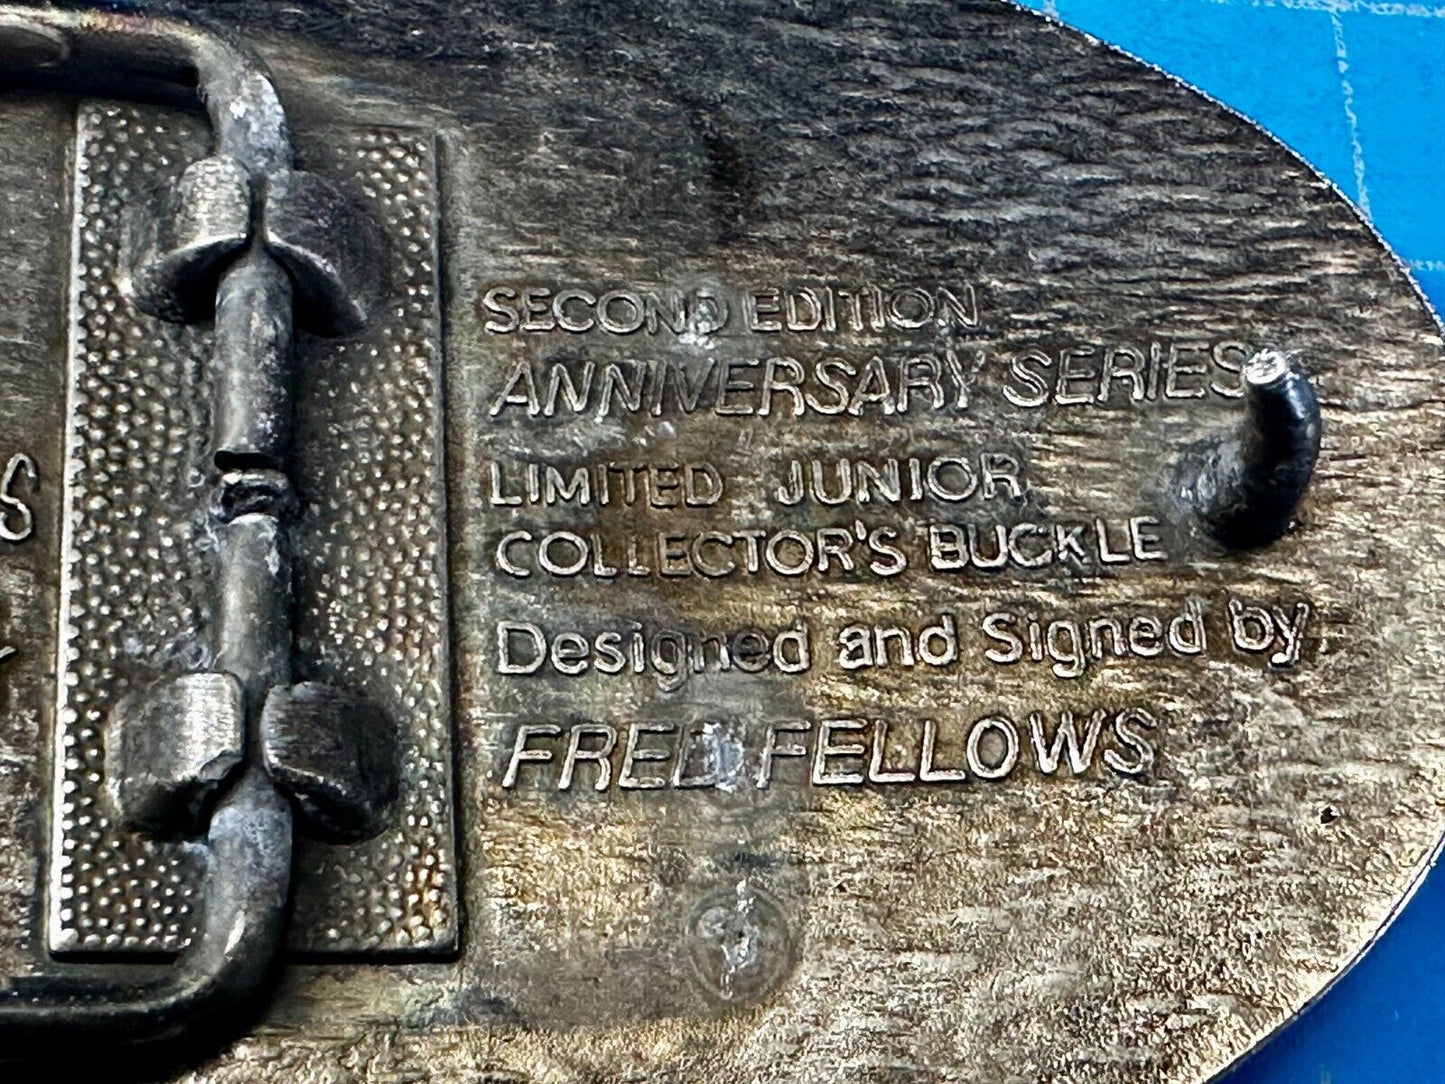 SECOND EDITION
ANNIVERSARY SERIES
LIMITED JUNIOR
COLLECTOR'S BUCKLE
Designed and Signed by
FRED FELLOWS